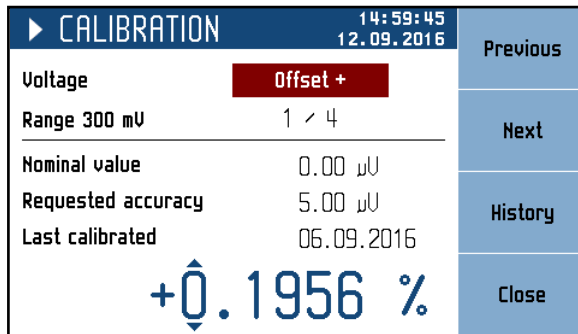 ▶ CALIBRATION 14:59:45
12.09.2016
Previous
Voltage Offset +
Range 300 mV 1 / 4
Next
Nominal value 0.00 µV
Requested accuracy 5.00 µV
History
Last calibrated 06.09.2016
+0.1956 %
Close